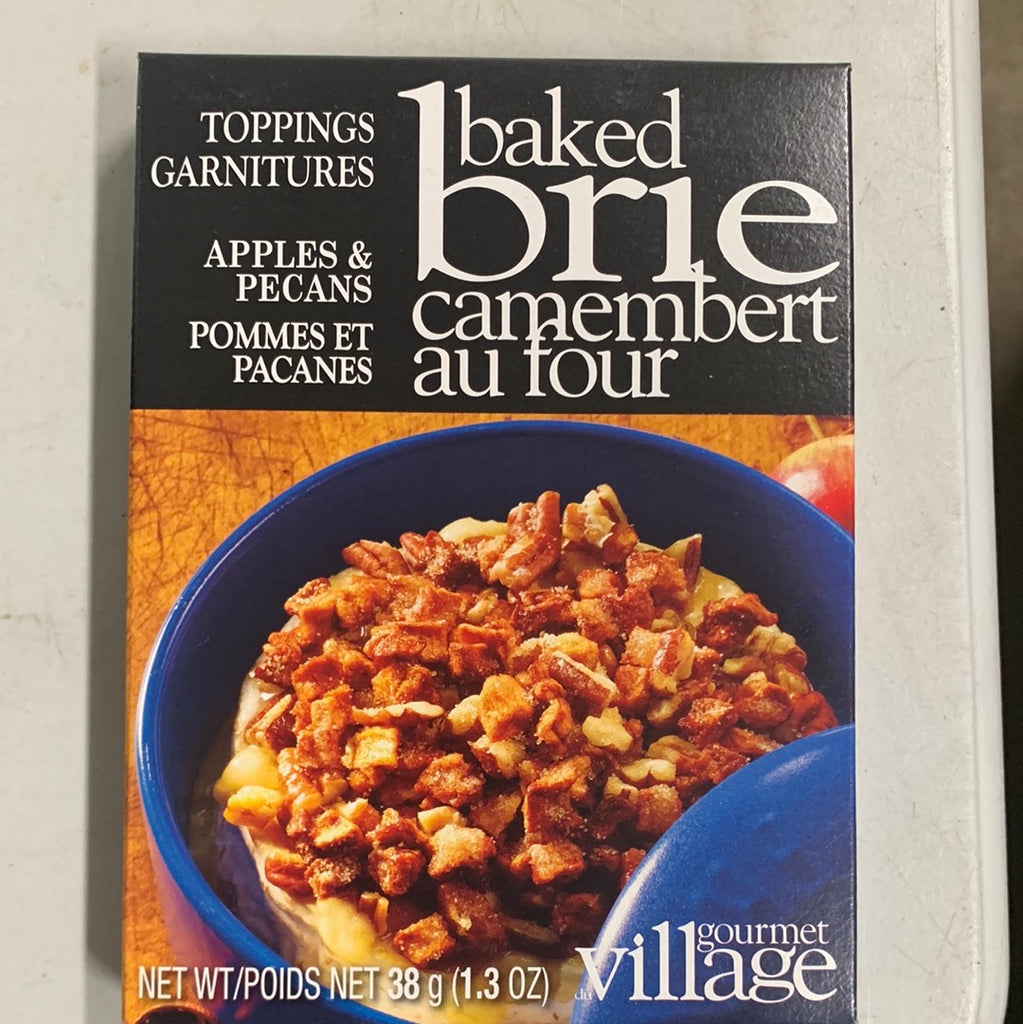 TOPPINGS
GARNITURES
APPLES &
PECANS
POMMES ET
PACANES
baked
brie
camembert
au four
NET WT/POIDS NET 38 g (1.3 OZ)
gourmet
du village